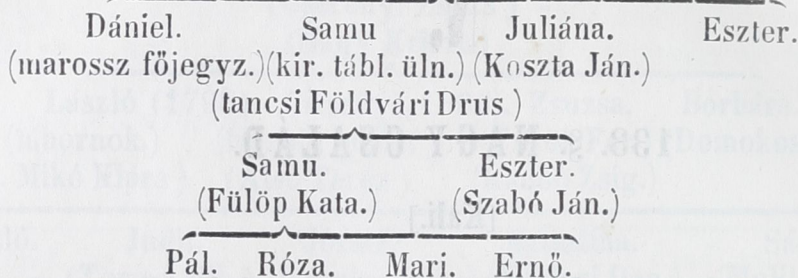 Dániel. Samu Juliána. Eszter.
(marossz főjegyz.) (kir. tábl. üln.) (Koszta Ján.)
(tancsi Földvári Drus.)
Samu. Eszter.
(Fülöp Kata.) (Szabó Ján.)
Pál. Róza. Mari. Ernő.